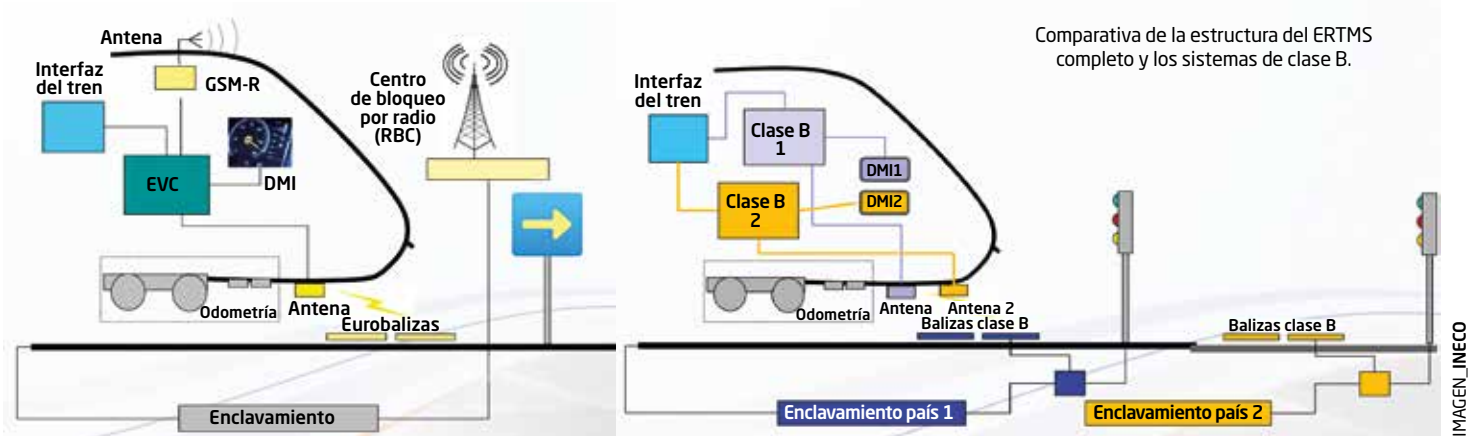 Antena
Interfaz
del tren
GSM-R
EVC
DMI
Odometría
Antena
Eurobalizas
Enclavamiento
Centro
de bloqueo
por radio
(RBC)
Comparativa de la estructura del ERTMS
completo y los sistemas de clase B.
Interfaz
del tren
Clase B
1
DMI1
Clase B
2
DMI2
Odometría
Antena
Antena 2
Balizas clase B
Balizas clase B
Enclavamiento país 1
Enclavamiento país 2
IMAGEN_INECO